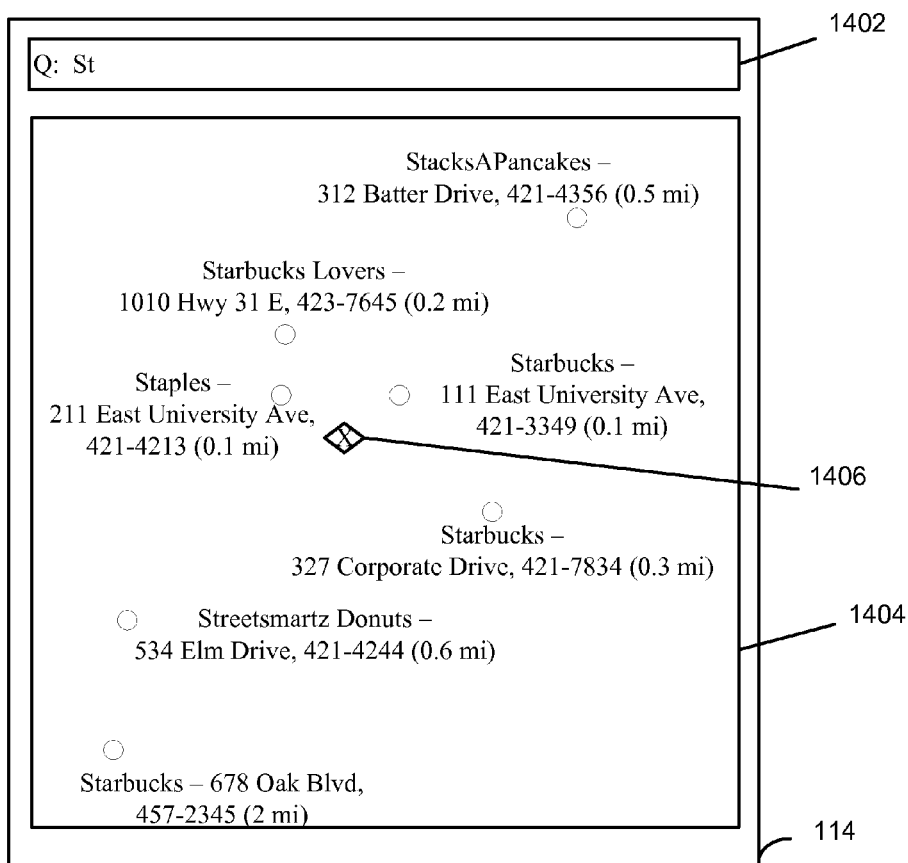 1402
Q: St
StacksAPancakes –
312 Batter Drive, 421-4356 (0.5 mi)
Starbucks Lovers –
1010 Hwy 31 E, 423-7645 (0.2 mi)
Staples –
211 East University Ave,
421-4213 (0.1 mi)
Starbucks –
111 East University Ave,
421-3349 (0.1 mi)
X
1406
Starbucks –
327 Corporate Drive, 421-7834 (0.3 mi)
Streetsmartz Donuts –
534 Elm Drive, 421-4244 (0.6 mi)
1404
Starbucks – 678 Oak Blvd,
457-2345 (2 mi)
114